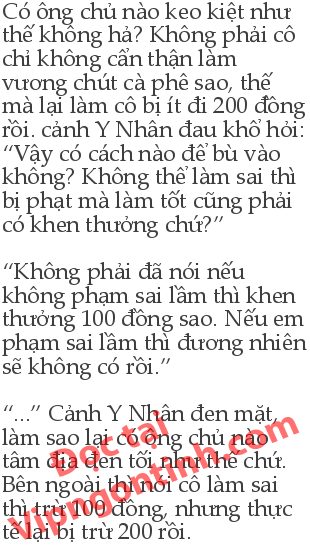 Có ông chủ nào keo kiệt như
thế không hả? Không phải cô
chỉ không cẩn thận làm
vương chút cà phê sao, thế
mà lại làm cô bị ít đi 200 đồng
rồi. cảnh Y Nhân đau khổ hỏi:
“Vậy có cách nào để bù vào
không? Không thể làm sai thì
bị phạt mà làm tốt cũng phải
có khen thưởng chứ?”
“Không phải đã nói nếu
không phạm sai lầm thì khen
thưởng 100 đồng sao. Nếu em
phạm sai lầm thì đương nhiên
sẽ không có rồi.”
“...” Cảnh Y Nhân đen mặt,
làm sao lại có ông chủ nào
tâm địa đen tối như thế chứ.
Bên ngoài thì nói cô làm sai
thì trừ 100 đồng, nhưng thực
tế lại bị trừ 200 rồi.
Đọc tại
Vipngontinh.com